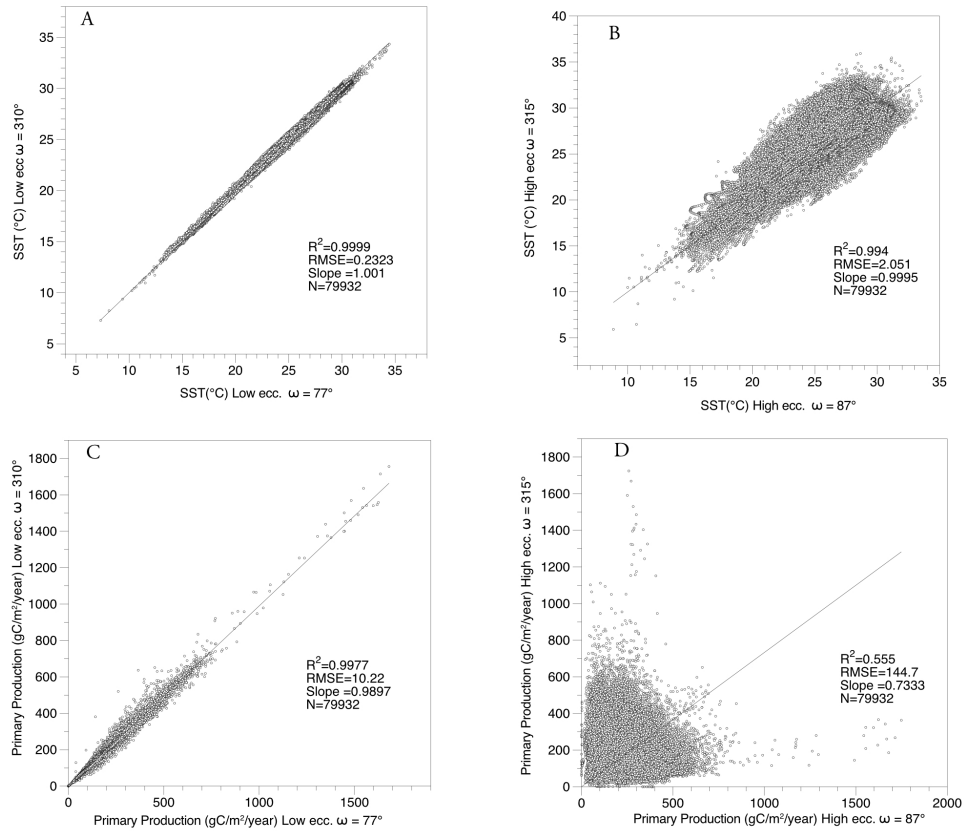 A
35
30
25
20
15
10
5
5 10 15 20 25 30 35
SST (°C) Low ecc ω = 310°
SST(°C) Low ecc. ω = 77°
R²=0.9999
RMSE=0.2323
Slope =1.001
N=79932
B
40
35
30
25
20
15
10
5
10 15 20 25 30 35
SST (°C) High ecc ω = 315°
SST(°C) High ecc. ω = 87°
R²=0.994
RMSE=2.051
Slope =0.9995
N=79932
C
1800
1600
1400
1200
1000
800
600
400
200
0
0 500 1000 1500
Primary Production (gC/m²/year) Low ecc. ω = 310°
Primary Production (gC/m²/year) Low ecc. ω = 77°
R²=0.9977
RMSE=10.22
Slope =0.9897
N=79932
D
1800
1600
1400
1200
1000
800
600
400
200
0
0 500 1000 1500 2000
Primary Production (gC/m²/year) High ecc. ω = 315°
Primary Production (gC/m²/year) High ecc. ω = 87°
R²=0.555
RMSE=144.7
Slope =0.7333
N=79932